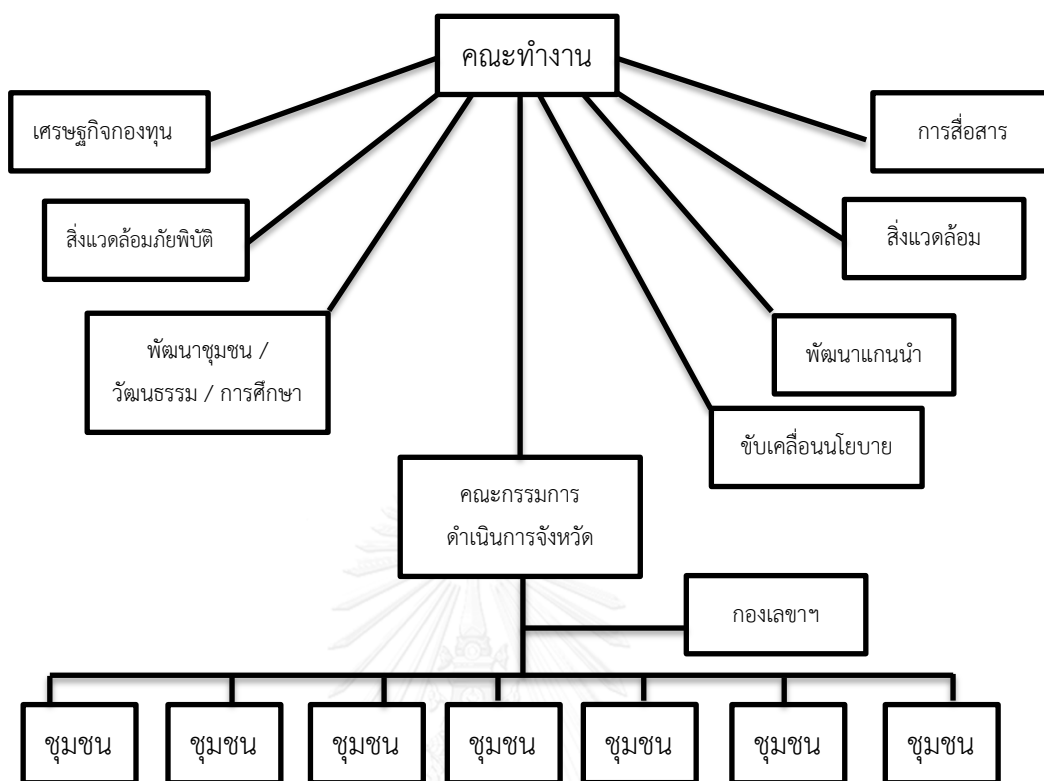 คณะทำงาน
เศรษฐกิจกองทุน
การสื่อสาร
สิ่งแวดล้อมภัยพิบัติ
สิ่งแวดล้อม
พัฒนาชุมชน /
วัฒนธรรม / การศึกษา
พัฒนาแกนนำ
ขับเคลื่อนนโยบาย
คณะกรรมการ
ดำเนินการจังหวัด
กองเลขาฯ
ชุมชน
ชุมชน
ชุมชน
ชุมชน
ชุมชน
ชุมชน
ชุมชน